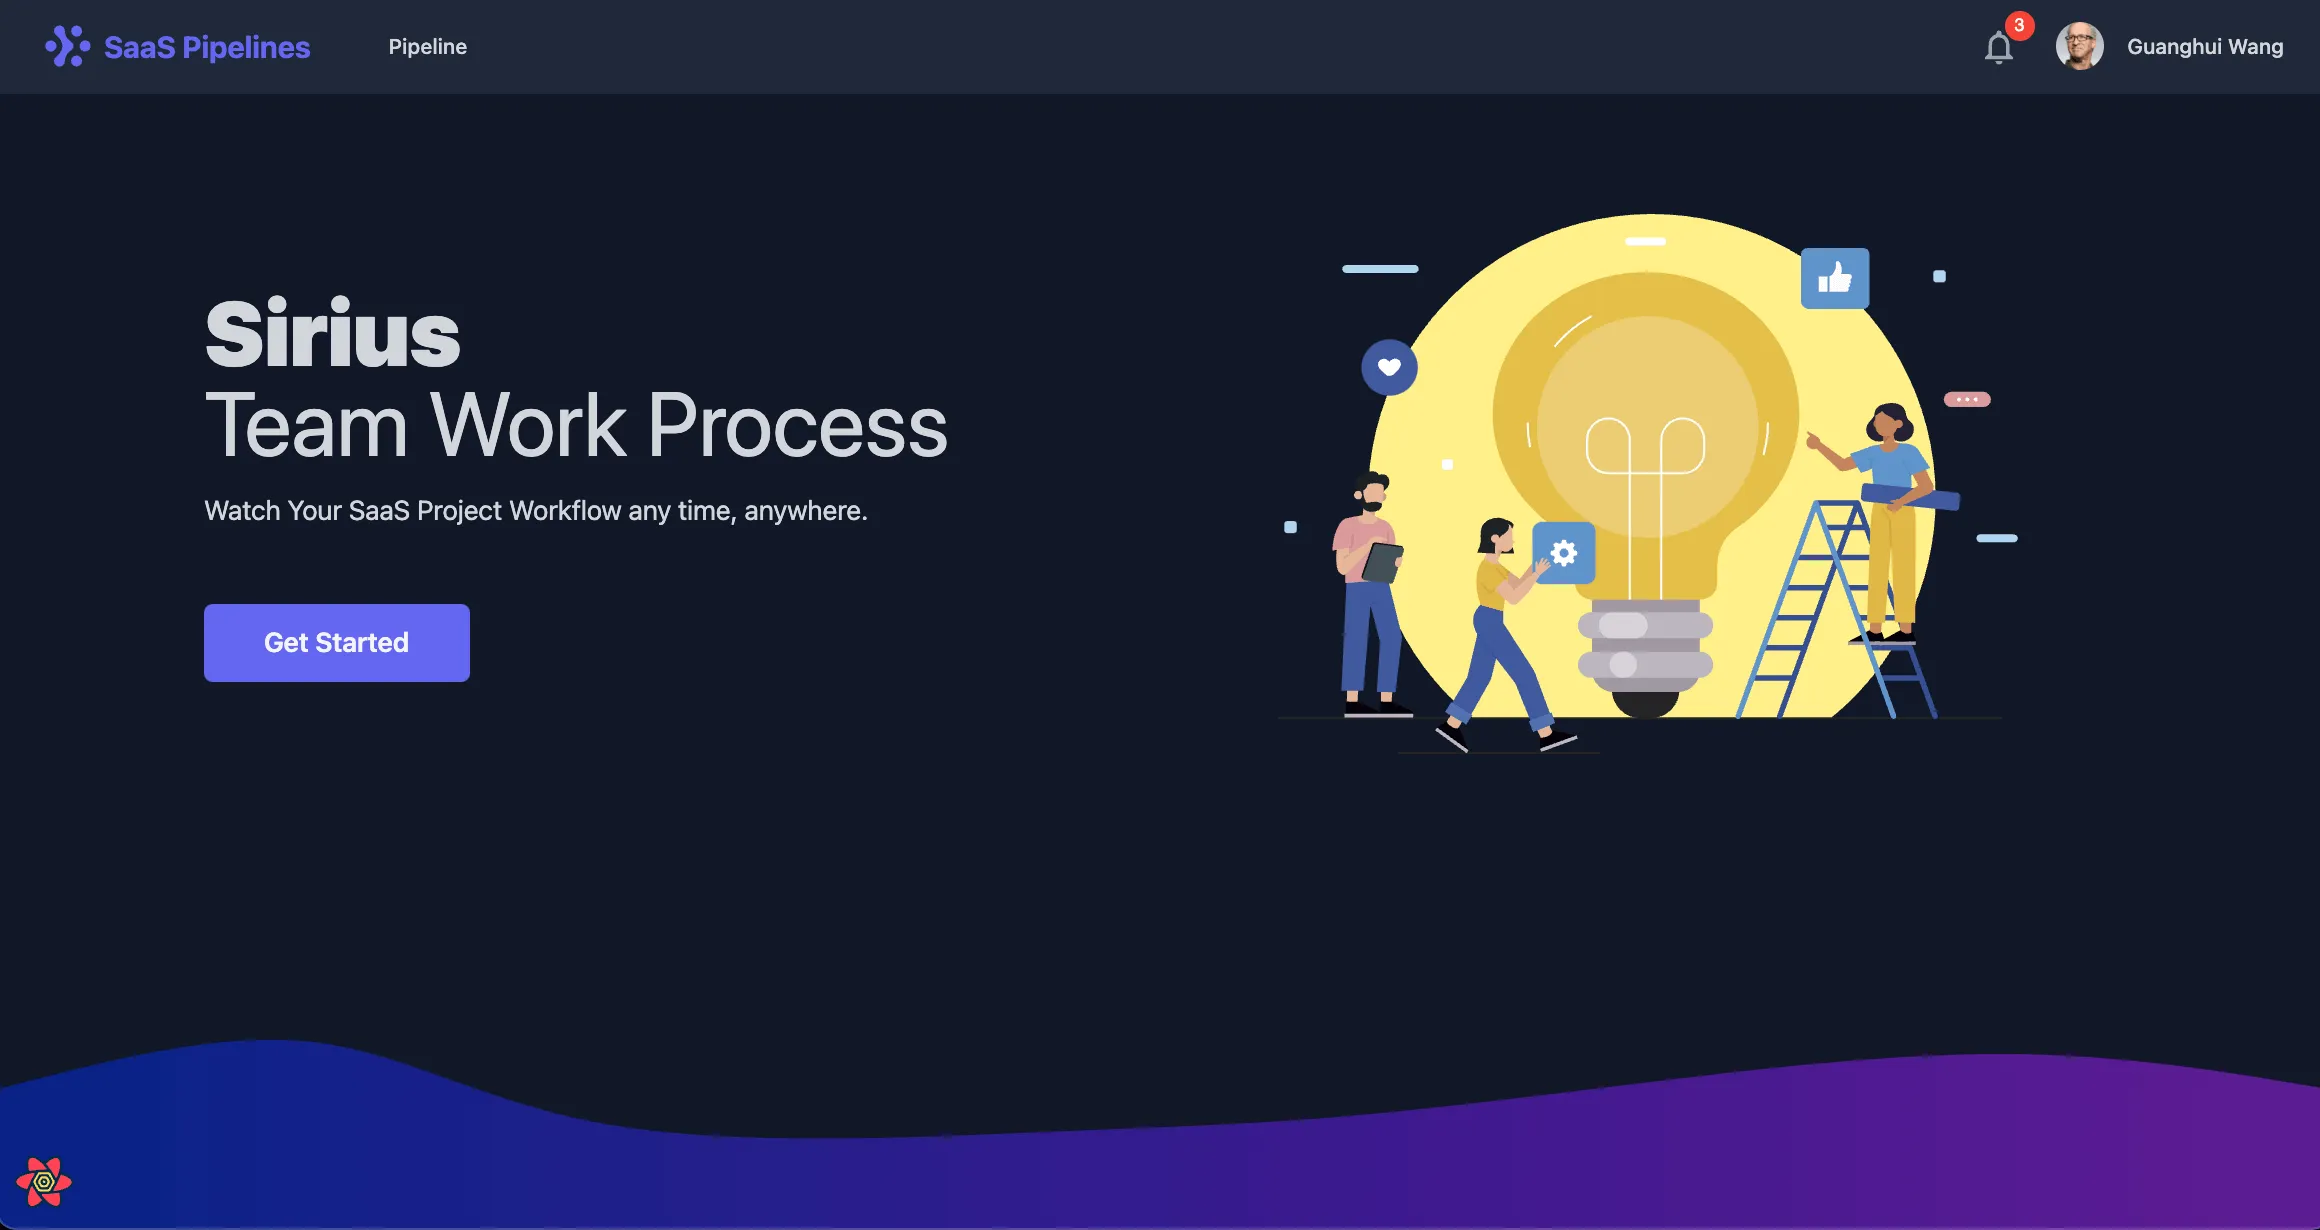 SaaS Pipelines
Pipeline
3
Guanghui Wang
Sirius
Team Work Process
Watch Your SaaS Project Workflow any time, anywhere.
Get Started